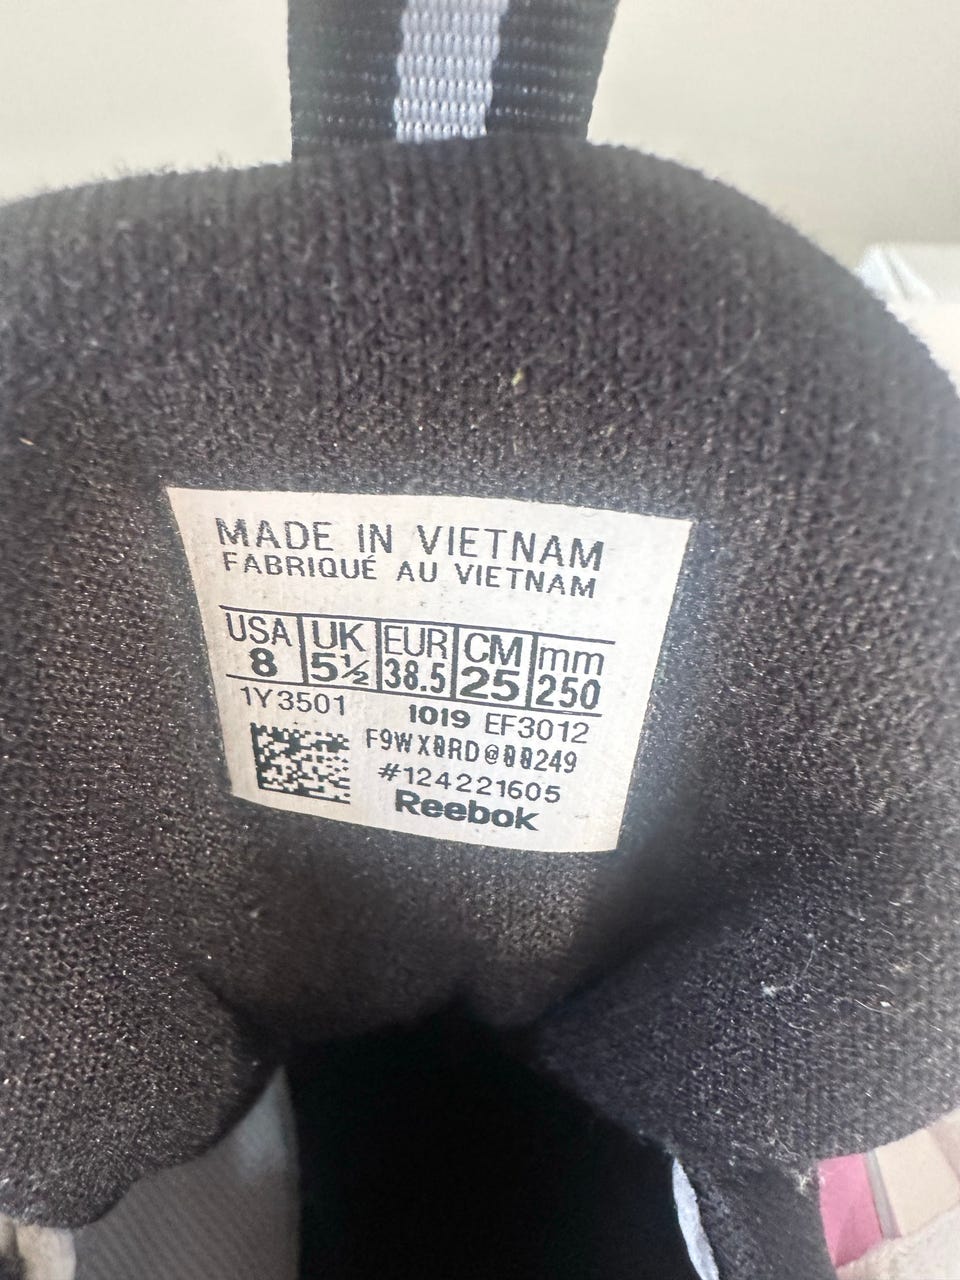 MADE IN VIETNAM
FABRIQUÉ AU VIETNAM
USA UK EUR CM mm
8 5½ 38.5 25 250
1Y3501 1019 EF3012
F9WX0RD@00249
#124221605
Reebok